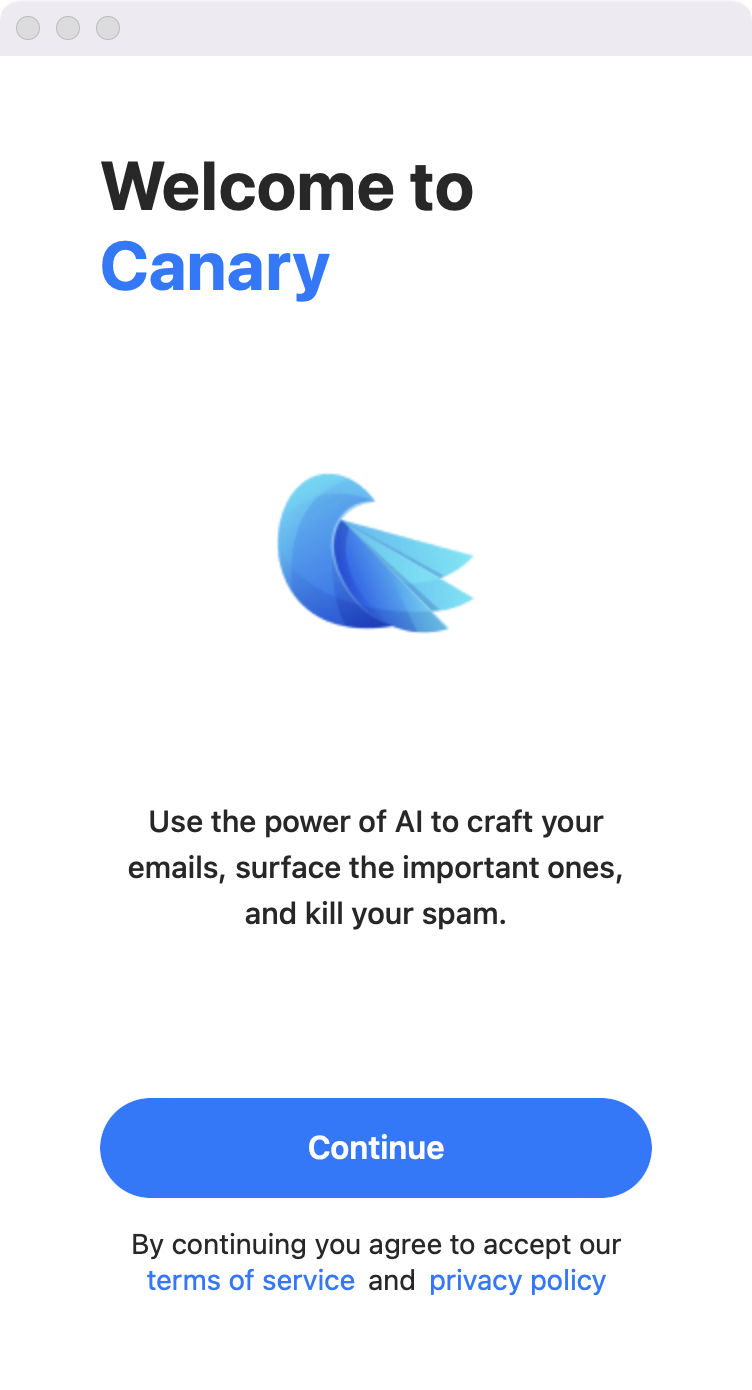 Welcome to
Canary
Use the power of AI to craft your
emails, surface the important ones,
and kill your spam.
Continue
By continuing you agree to accept our
terms of service and privacy policy